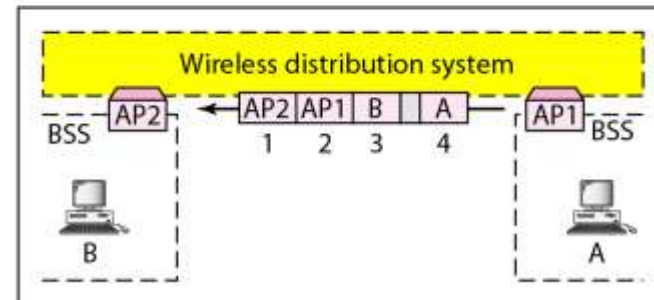 Wireless distribution system
AP2 AP2 AP1 B A AP1
BSS 1 2 3 4 BSS
B A